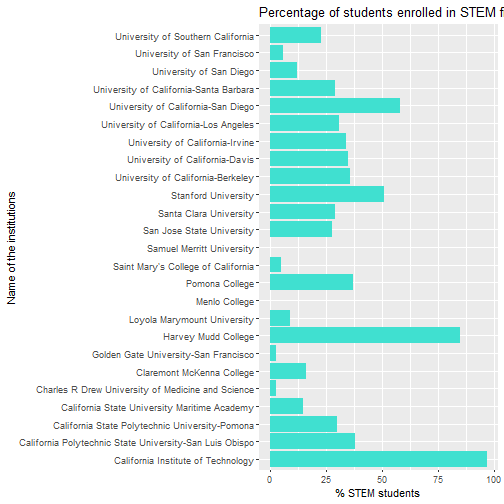 Percentage of students enrolled in STEM f
University of Southern California
University of San Francisco
University of San Diego
University of California-Santa Barbara
University of California-San Diego
University of California-Los Angeles
University of California-Irvine
University of California-Davis
University of California-Berkeley
Stanford University
Santa Clara University
San Jose State University
Samuel Merritt University
Saint Mary's College of California
Pomona College
Menlo College
Loyola Marymount University
Harvey Mudd College
Golden Gate University-San Francisco
Claremont McKenna College
Charles R Drew University of Medicine and Science
California State University Maritime Academy
California State Polytechnic University-Pomona
California Polytechnic State University-San Luis Obispo
California Institute of Technology
Name of the institutions
0 25 50 75 100
% STEM students